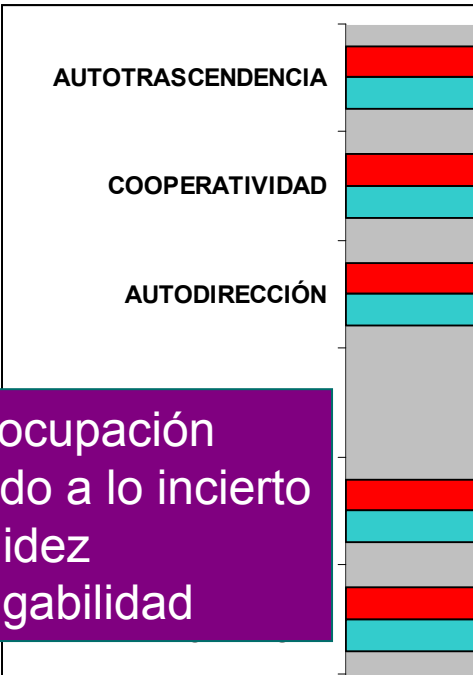 AUTOTRASCENDENCIA
COOPERATIVIDAD
AUTODIRECCIÓN
ocupación
do a lo incierto
idez
gabilidad